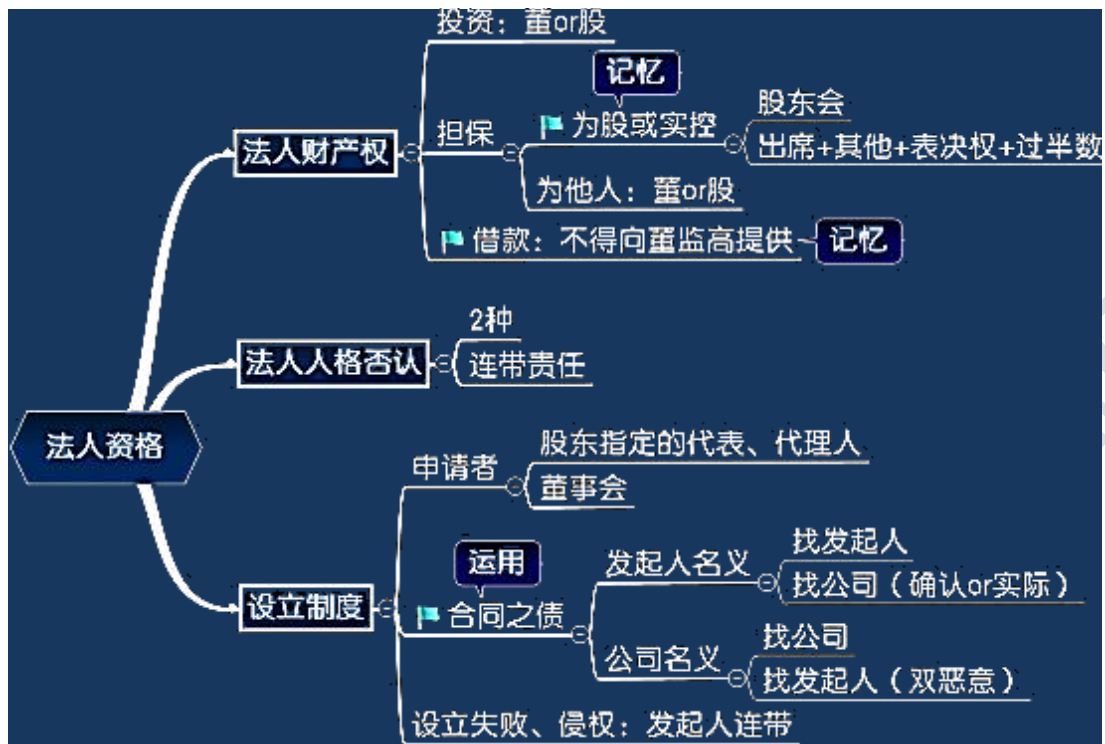 投资：董or股
记忆
股东会
担保
为股或实控
出席+其他+表决权+过半数
法人财产权
为他人：董or股
借款：不得向董监高提供
记忆
2种
法人人格否认
连带责任
法人资格
股东指定的代表、代理人
申请者
董事会
运用
找发起人
发起人名义
找公司（确认or实际）
设立制度
合同之债
找公司
公司名义
找发起人（双恶意）
设立失败、侵权：发起人连带